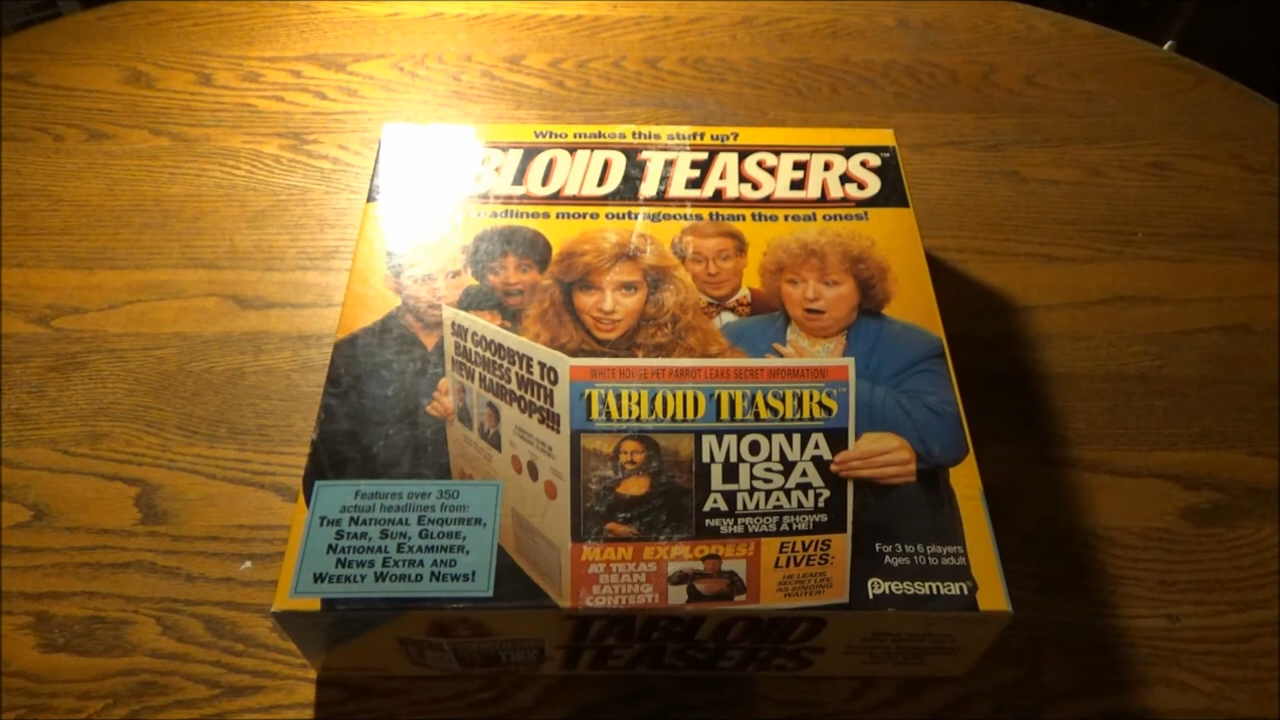 Who makes this stuff up?
BLOID TEASERS™
eadlines more outrageous than the real ones!
SAY GOODBYE TO
BALDNESS WITH
NEW HAIRPOPS!!!
WHITE HOUSE PET PARROT LEAKS SECRET INFORMATION!
TABLOID TEASERS™
MONA
LISA
A MAN?
NEW PROOF SHOWS
SHE WAS A HE!
MAN EXPLODES!
AT TEXAS
BEAN
EATING
CONTEST!
ELVIS
LIVES:
HE LEADS
SECRET LIFE
AS SINGING
WAITER!
Features over 350
actual headlines from:
THE NATIONAL ENQUIRER,
STAR, SUN, GLOBE,
NATIONAL EXAMINER,
NEWS EXTRA AND
WEEKLY WORLD NEWS!
For 3 to 6 players
Ages 10 to adult
Pressman®
TABLOID
TEASERS